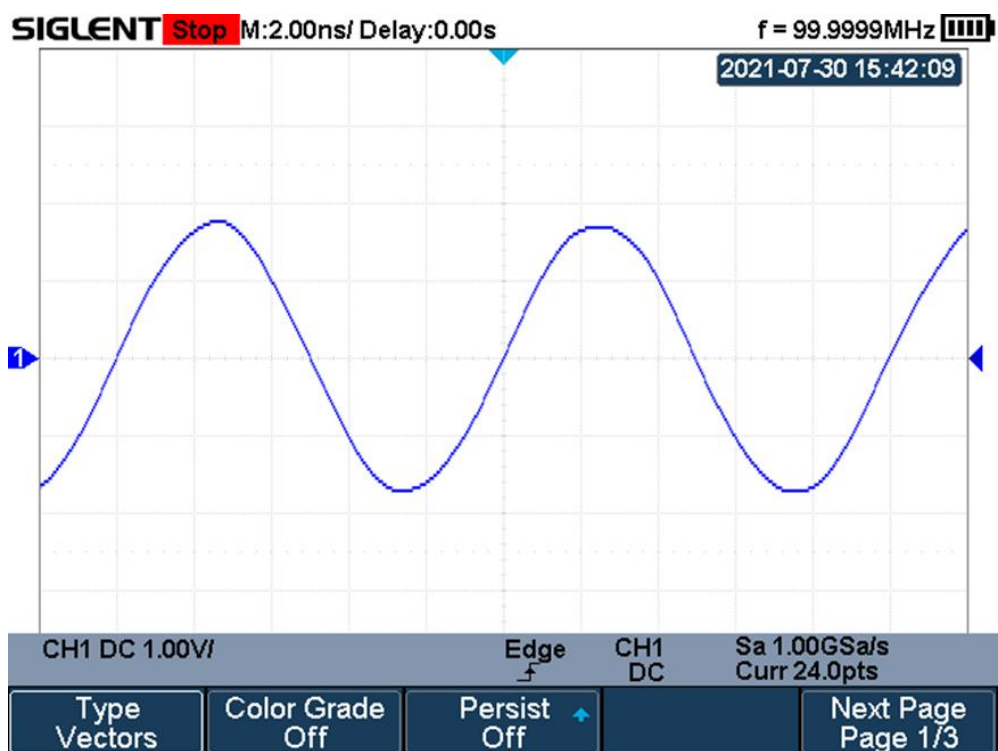 SIGLENT Stop M:2.00ns/ Delay:0.00s f = 99.9999MHz
2021-07-30 15:42:09
1
CH1 DC 1.00V/ Edge CH1 Sa 1.00GSa/s
DC Curr 24.0pts
Type Color Grade Persist Next Page
Vectors Off Off Page 1/3